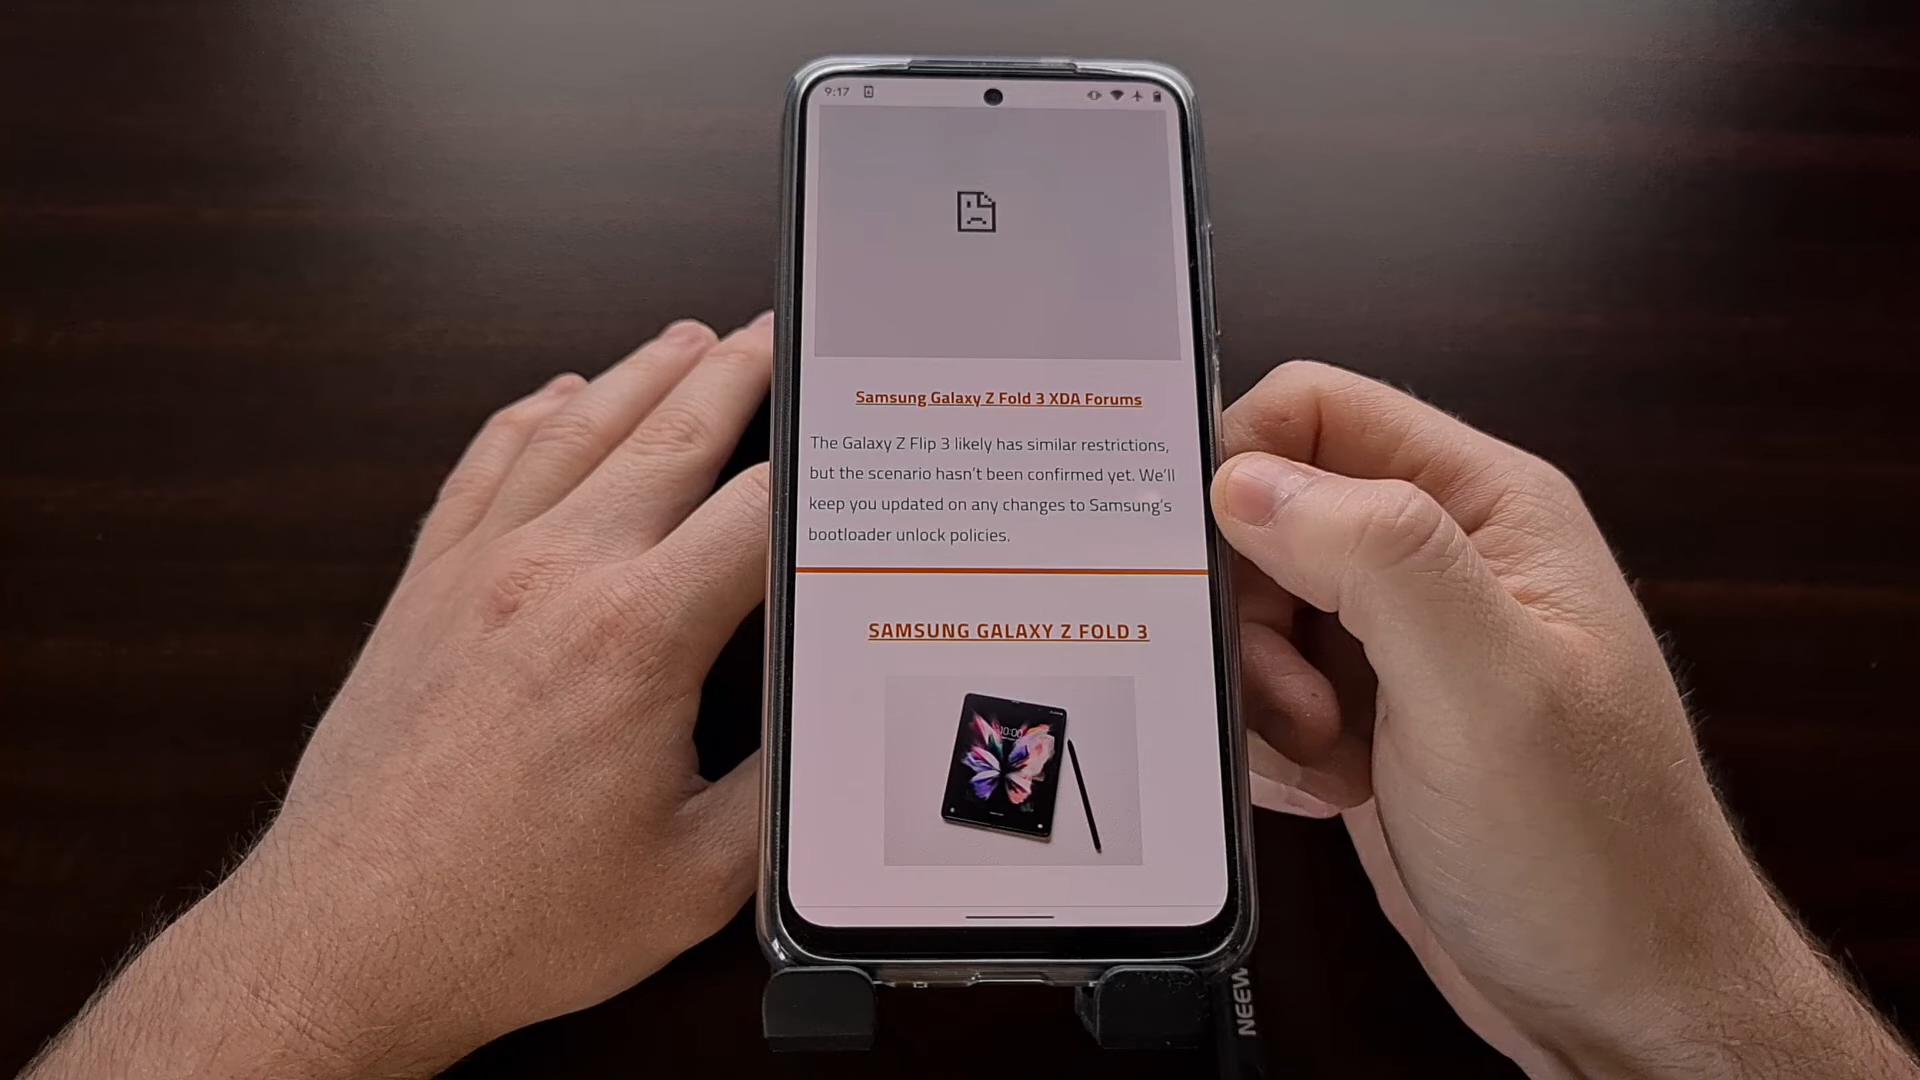 9:17
Samsung Galaxy Z Fold 3 XDA Forums
The Galaxy Z Flip 3 likely has similar restrictions,
but the scenario hasn't been confirmed yet. We'll
keep you updated on any changes to Samsung's
bootloader unlock policies.
SAMSUNG GALAXY Z FOLD 3
10:00
NEEW